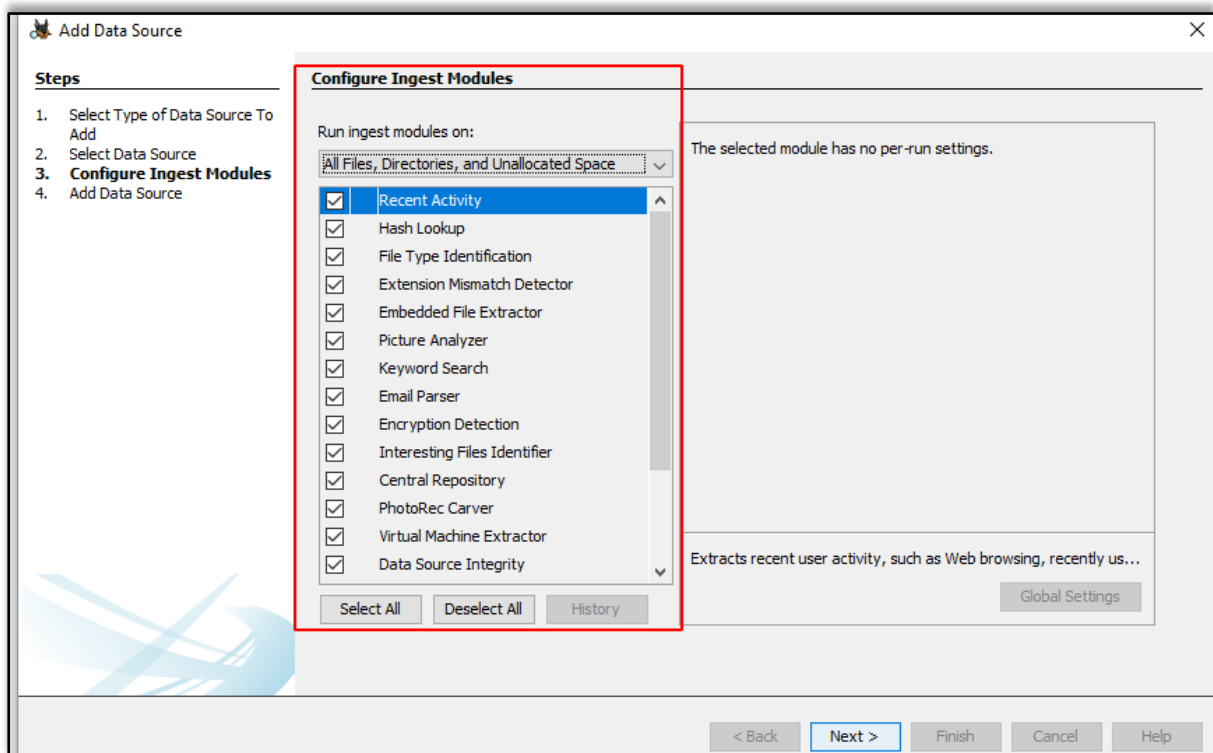 Add Data Source
Steps
1. Select Type of Data Source To
Add
2. Select Data Source
3. Configure Ingest Modules
4. Add Data Source
Configure Ingest Modules
Run ingest modules on:
All Files, Directories, and Unallocated Space
Recent Activity
Hash Lookup
File Type Identification
Extension Mismatch Detector
Embedded File Extractor
Picture Analyzer
Keyword Search
Email Parser
Encryption Detection
Interesting Files Identifier
Central Repository
PhotoRec Carver
Virtual Machine Extractor
Data Source Integrity
Select All Deselect All History
The selected module has no per-run settings.
Extracts recent user activity, such as Web browsing, recently us...
Global Settings
< Back Next > Finish Cancel Help